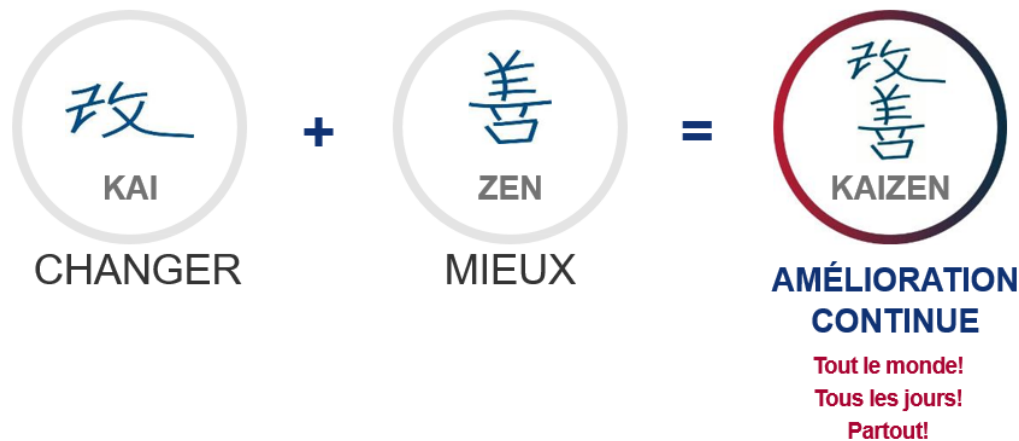 改
KAI
CHANGER
+
善
ZEN
MIEUX
=
改
善
KAIZEN
AMÉLIORATION
CONTINUE
Tout le monde!
Tous les jours!
Partout!